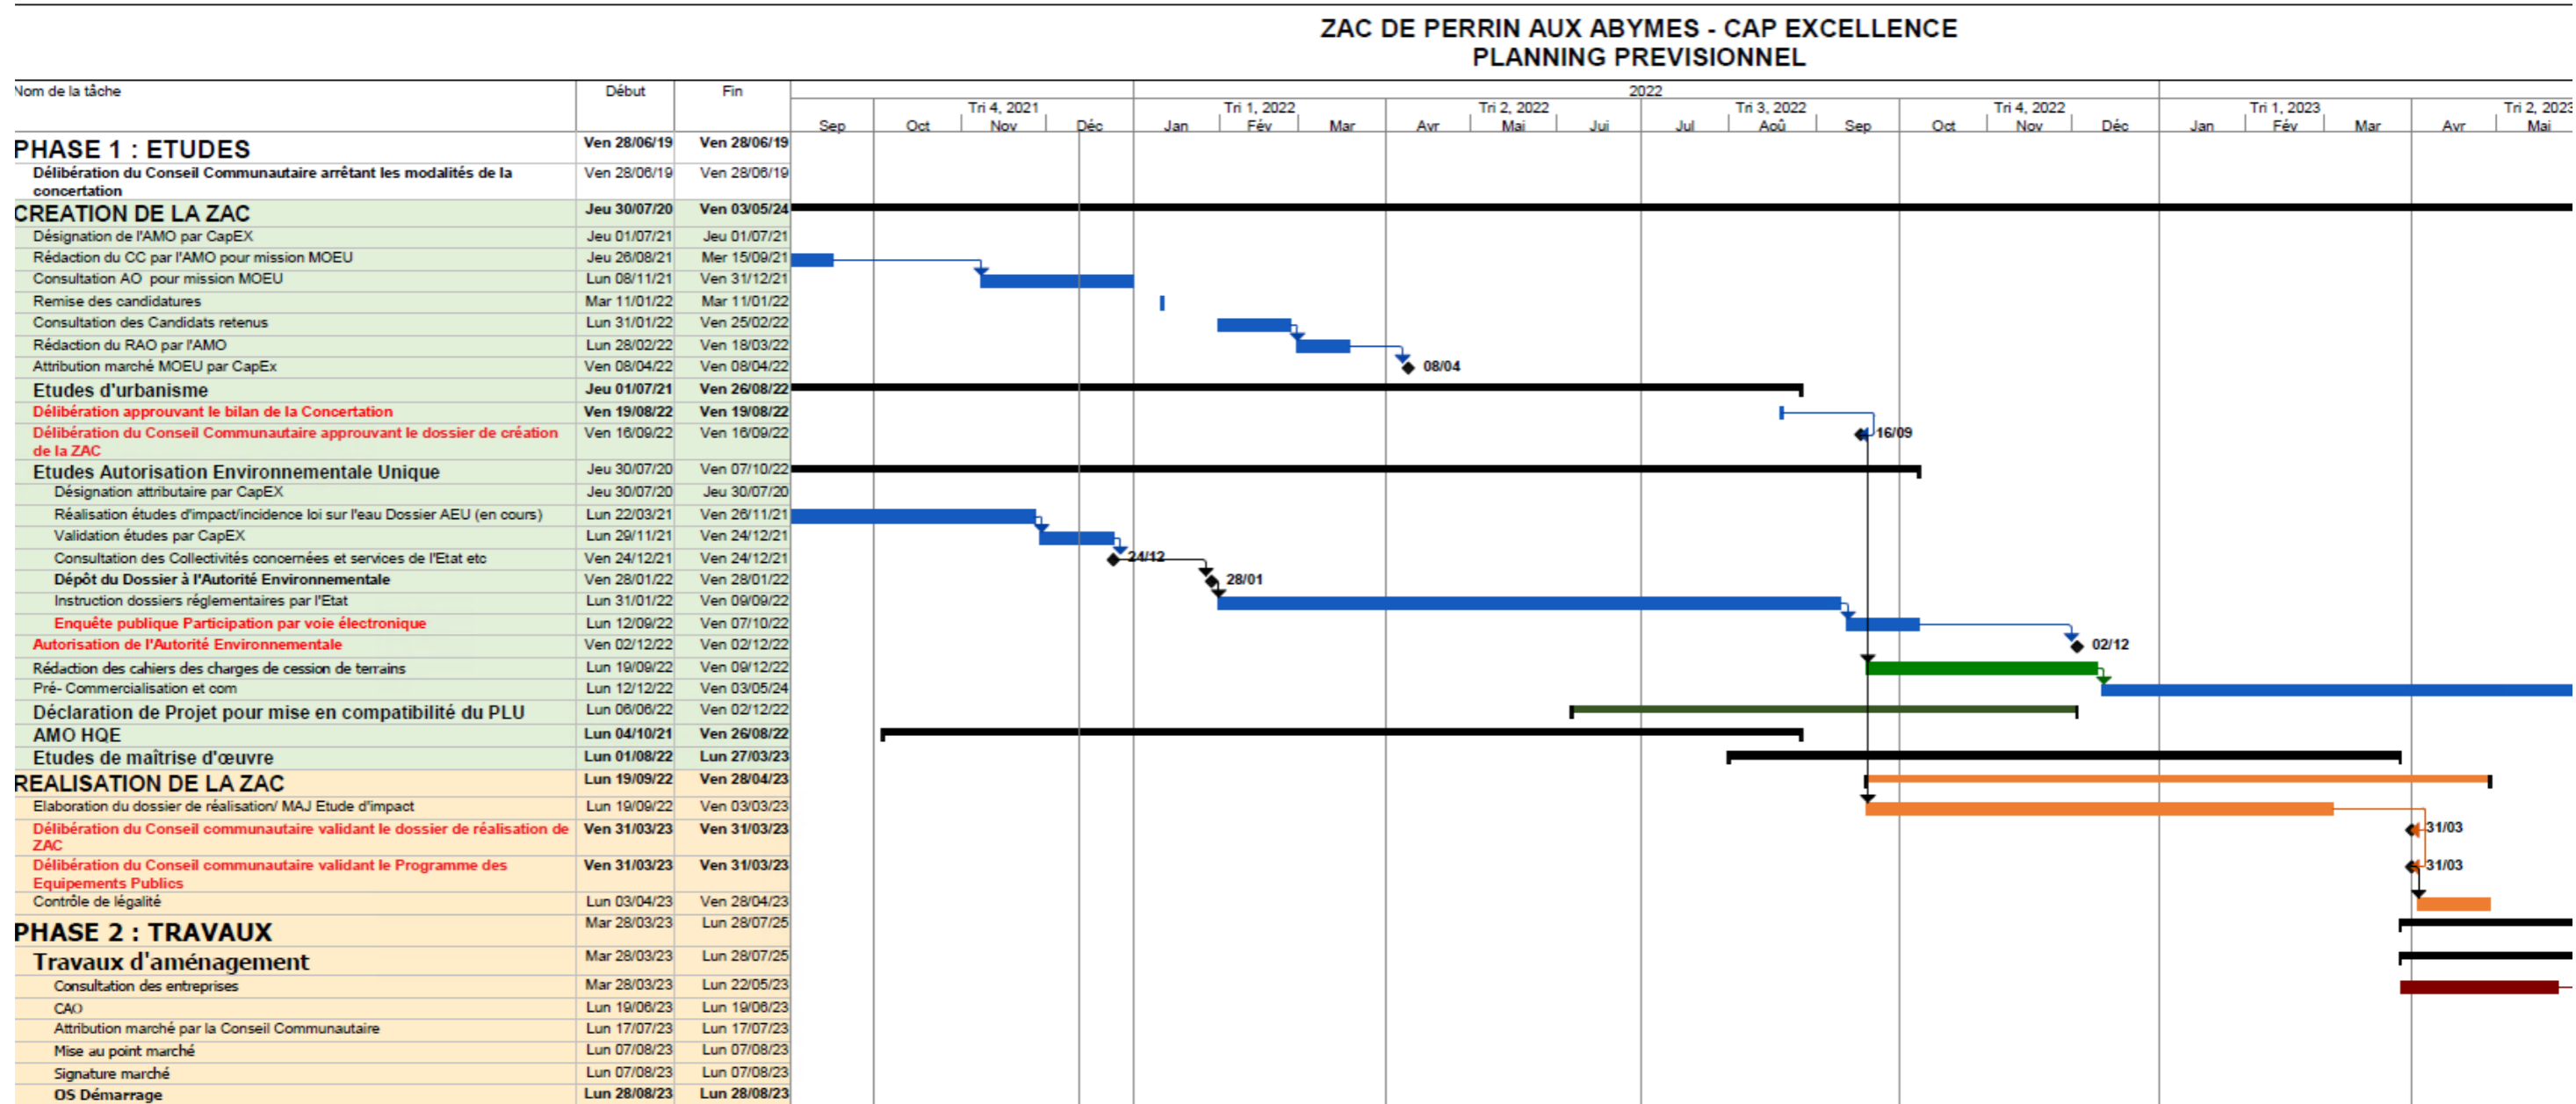 ZAC DE PERRIN AUX ABYMES - CAP EXCELLENCE
PLANNING PREVISIONNEL
Nom de la tâche Début Fin 2022
Tri 4, 2021 Tri 1, 2022 Tri 2, 2022 Tri 3, 2022 Tri 4, 2022 Tri 1, 2023 Tri 2, 2023
Sep Oct Nov Déc Jan Fév Mar Avr Mai Jui Jul Aoû Sep Oct Nov Déc Jan Fév Mar Avr Mai
PHASE 1 : ETUDES Ven 28/06/19 Ven 28/06/19
Délibération du Conseil Communautaire arrêtant les modalités de la Ven 28/06/19 Ven 28/06/19
concertation
CREATION DE LA ZAC Jeu 30/07/20 Ven 03/05/24
Désignation de l'AMO par CapEX Jeu 01/07/21 Jeu 01/07/21
Rédaction du CC par l'AMO pour mission MOEU Jeu 26/08/21 Mer 15/09/21
Consultation AO pour mission MOEU Lun 08/11/21 Ven 31/12/21
Remise des candidatures Mar 11/01/22 Mar 11/01/22
Consultation des Candidats retenus Lun 31/01/22 Ven 25/02/22
Rédaction du RAO par l'AMO Lun 28/02/22 Ven 18/03/22
Attribution marché MOEU par CapEx Ven 08/04/22 Ven 08/04/22 08/04
Etudes d'urbanisme Jeu 01/07/21 Ven 26/08/22
Délibération approuvant le bilan de la Concertation Ven 19/08/22 Ven 19/08/22
Délibération du Conseil Communautaire approuvant le dossier de création Ven 16/09/22 Ven 16/09/22 16/09
de la ZAC
Etudes Autorisation Environnementale Unique Jeu 30/07/20 Ven 07/10/22
Désignation attributaire par CapEX Jeu 30/07/20 Jeu 30/07/20
Réalisation études d'impact/incidence loi sur l'eau Dossier AEU (en cours) Lun 22/03/21 Ven 26/11/21
Validation études par CapEX Lun 29/11/21 Ven 24/12/21
Consultation des Collectivités concernées et services de l'Etat etc Ven 24/12/21 Ven 24/12/21 24/12
Dépôt du Dossier à l'Autorité Environnementale Ven 28/01/22 Ven 28/01/22 28/01
Instruction dossiers réglementaires par l'Etat Lun 31/01/22 Ven 09/09/22
Enquête publique Participation par voie électronique Lun 12/09/22 Ven 07/10/22
Autorisation de l'Autorité Environnementale Ven 02/12/22 Ven 02/12/22 02/12
Rédaction des cahiers des charges de cession de terrains Lun 19/09/22 Ven 09/12/22
Pré- Commercialisation et com Lun 12/12/22 Ven 03/05/24
Déclaration de Projet pour mise en compatibilité du PLU Lun 06/06/22 Ven 02/12/22
AMO HQE Lun 04/10/21 Ven 26/08/22
Etudes de maîtrise d'œuvre Lun 01/08/22 Lun 27/03/23
REALISATION DE LA ZAC Lun 19/09/22 Ven 28/04/23
Elaboration du dossier de réalisation/ MAJ Etude d'impact Lun 19/09/22 Ven 03/03/23
Délibération du Conseil communautaire validant le dossier de réalisation de Ven 31/03/23 Ven 31/03/23 31/03
ZAC
Délibération du Conseil communautaire validant le Programme des Ven 31/03/23 Ven 31/03/23 31/03
Equipements Publics
Contrôle de légalité Lun 03/04/23 Ven 28/04/23
PHASE 2 : TRAVAUX Mar 28/03/23 Lun 28/07/25
Travaux d'aménagement Mar 28/03/23 Lun 28/07/25
Consultation des entreprises Mar 28/03/23 Lun 22/05/23
CAO Lun 19/06/23 Lun 19/06/23
Attribution marché par la Conseil Communautaire Lun 17/07/23 Lun 17/07/23
Mise au point marché Lun 07/08/23 Lun 07/08/23
Signature marché Lun 07/08/23 Lun 07/08/23
OS Démarrage Lun 28/08/23 Lun 28/08/23